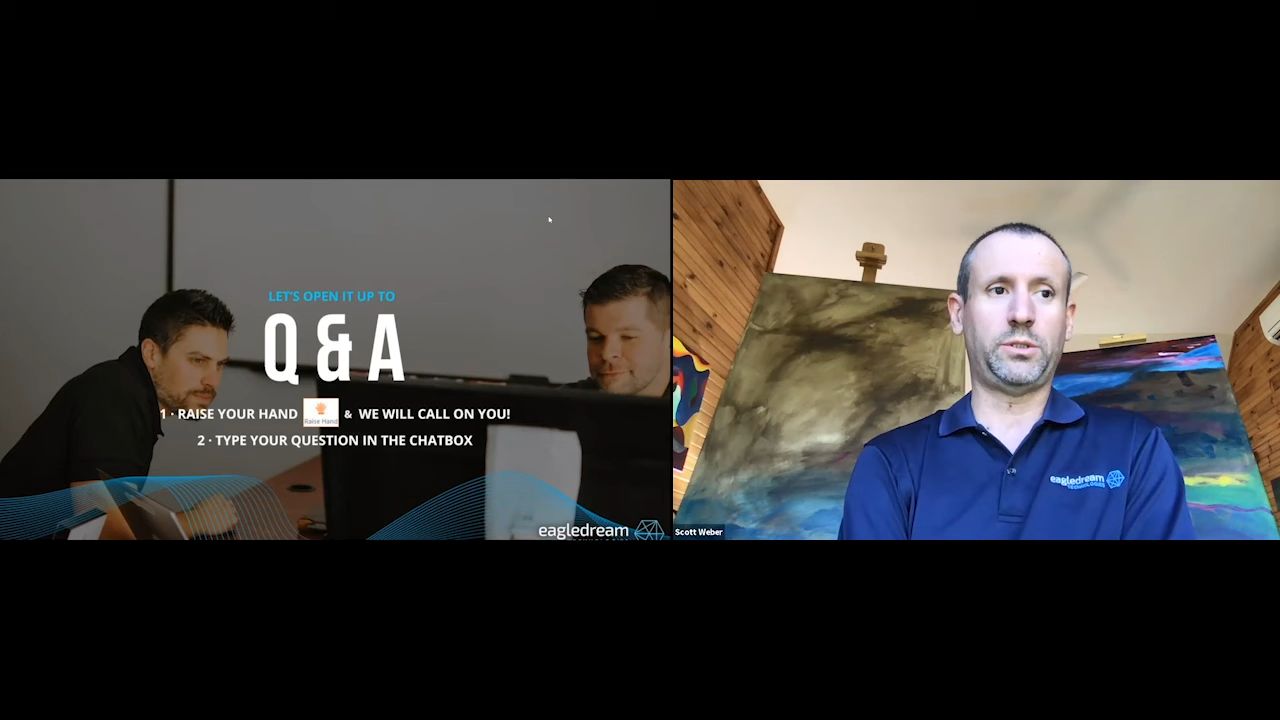 LET'S OPEN IT UP TO
Q & A
1 · RAISE YOUR HAND
Raise Hand
& WE WILL CALL ON YOU!
2 · TYPE YOUR QUESTION IN THE CHATBOX
eagledream
eagledream
TECHNOLOGIES
Scott Weber